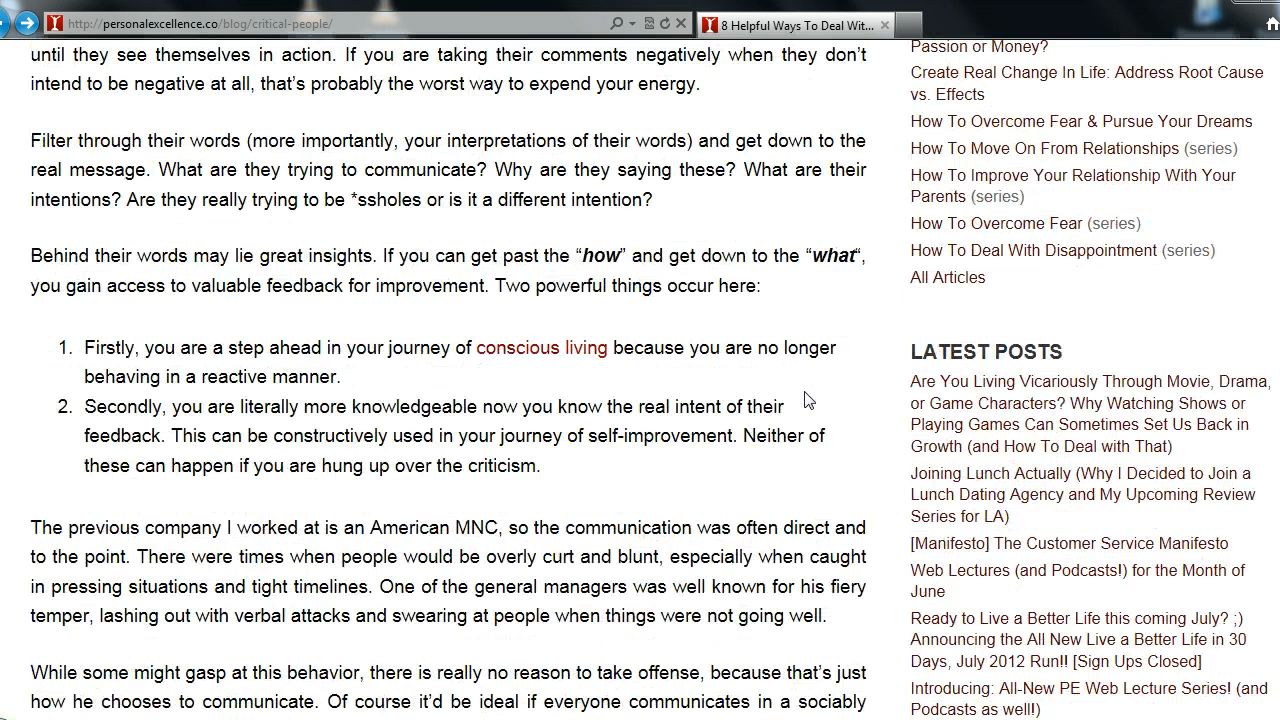 http://personalexcellence.co/blog/critical-people/
8 Helpful Ways To Deal Wit...
until they see themselves in action. If you are taking their comments negatively when they don’t
intend to be negative at all, that’s probably the worst way to expend your energy.
Filter through their words (more importantly, your interpretations of their words) and get down to the
real message. What are they trying to communicate? Why are they saying these? What are their
intentions? Are they really trying to be *ssholes or is it a different intention?
Behind their words may lie great insights. If you can get past the “how” and get down to the “what“,
you gain access to valuable feedback for improvement. Two powerful things occur here:
1. Firstly, you are a step ahead in your journey of conscious living because you are no longer
behaving in a reactive manner.
2. Secondly, you are literally more knowledgeable now you know the real intent of their
feedback. This can be constructively used in your journey of self-improvement. Neither of
these can happen if you are hung up over the criticism.
The previous company I worked at is an American MNC, so the communication was often direct and
to the point. There were times when people would be overly curt and blunt, especially when caught
in pressing situations and tight timelines. One of the general managers was well known for his fiery
temper, lashing out with verbal attacks and swearing at people when things were not going well.
While some might gasp at this behavior, there is really no reason to take offense, because that’s just
how he chooses to communicate. Of course it’d be ideal if everyone communicates in a sociably
Passion or Money?
Create Real Change In Life: Address Root Cause
vs. Effects
How To Overcome Fear & Pursue Your Dreams
How To Move On From Relationships (series)
How To Improve Your Relationship With Your
Parents (series)
How To Overcome Fear (series)
How To Deal With Disappointment (series)
All Articles
LATEST POSTS
Are You Living Vicariously Through Movie, Drama,
or Game Characters? Why Watching Shows or
Playing Games Can Sometimes Set Us Back in
Growth (and How To Deal with That)
Joining Lunch Actually (Why I Decided to Join a
Lunch Dating Agency and My Upcoming Review
Series for LA)
[Manifesto] The Customer Service Manifesto
Web Lectures (and Podcasts!) for the Month of
June
Ready to Live a Better Life this coming July? ;)
Announcing the All New Live a Better Life in 30
Days, July 2012 Run!! [Sign Ups Closed]
Introducing: All-New PE Web Lecture Series! (and
Podcasts as well!)